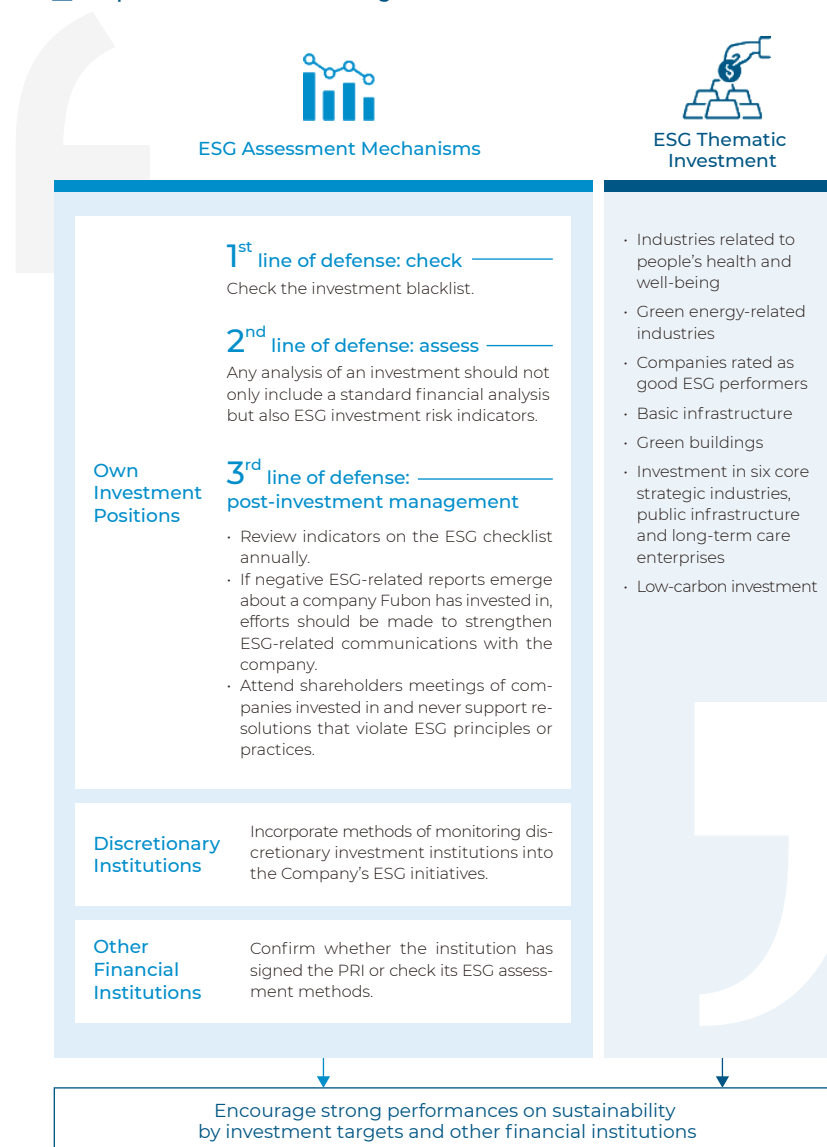 ESG Assessment Mechanisms
ESG Thematic
Investment
Own
Investment
Positions
1st line of defense: check
Check the investment blacklist.
2nd line of defense: assess
Any analysis of an investment should not
only include a standard financial analysis
but also ESG investment risk indicators.
3rd line of defense:
post-investment management
· Review indicators on the ESG checklist
annually.
· If negative ESG-related reports emerge
about a company Fubon has invested in,
efforts should be made to strengthen
ESG-related communications with the
company.
· Attend shareholders meetings of com-
panies invested in and never support re-
solutions that violate ESG principles or
practices.
Discretionary
Institutions
Incorporate methods of monitoring dis-
cretionary investment institutions into
the Company's ESG initiatives.
Other
Financial
Institutions
Confirm whether the institution has
signed the PRI or check its ESG assess-
ment methods.
· Industries related to
people's health and
well-being
· Green energy-related
industries
· Companies rated as
good ESG performers
· Basic infrastructure
· Green buildings
· Investment in six core
strategic industries,
public infrastructure
and long-term care
enterprises
· Low-carbon investment
Encourage strong performances on sustainability
by investment targets and other financial institutions